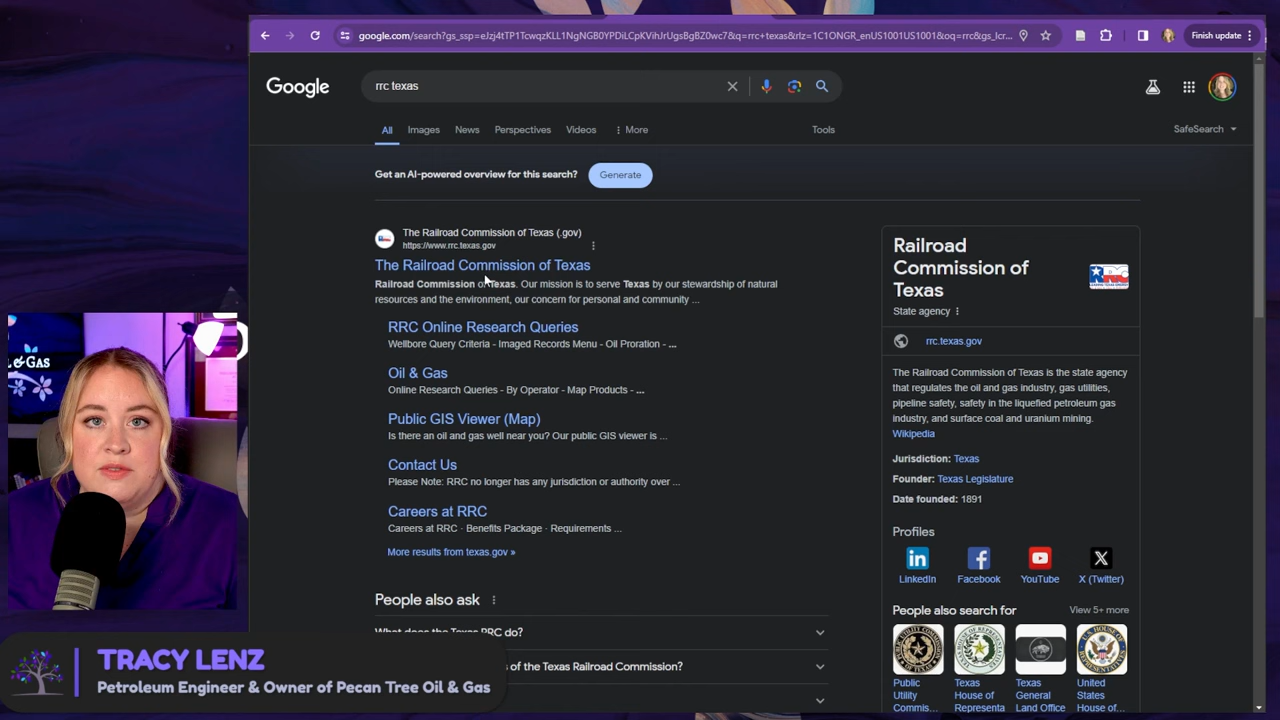 google.com/search?gs_ssp=eJzj4tTP1TcwqzKLL1NgNGB0YPDiLCpKVihJrUgsBgBZ0wc7&q=rrc+texas&rlz=1C1ONGR_enUS1001US1001&oq=rrc&gs_lcr...
Finish update
Google
rrc texas
All
Images
News
Perspectives
Videos
More
Tools
SafeSearch
Get an AI-powered overview for this search?
Generate
The Railroad Commission of Texas (.gov)
https://www.rrc.texas.gov
The Railroad Commission of Texas
Railroad Commission of Texas. Our mission is to serve Texas by our stewardship of natural
resources and the environment, our concern for personal and community ...
RRC Online Research Queries
Wellbore Query Criteria - Imaged Records Menu - Oil Proration - ...
Oil & Gas
Online Research Queries - By Operator - Map Products - ...
Public GIS Viewer (Map)
Is there an oil and gas well near you? Our public GIS viewer is ...
Contact Us
Please Note: RRC no longer has any jurisdiction or authority over ...
Careers at RRC
Careers at RRC · Benefits Package · Requirements ...
More results from texas.gov »
People also ask
What does the Texas RRC do?
of the Texas Railroad Commission?
Railroad
Commission of
Texas
RRC
State agency
rrc.texas.gov
The Railroad Commission of Texas is the state agency
that regulates the oil and gas industry, gas utilities,
pipeline safety, safety in the liquefied petroleum gas
industry, and surface coal and uranium mining.
Wikipedia
Jurisdiction: Texas
Founder: Texas Legislature
Date founded: 1891
Profiles
LinkedIn
Facebook
YouTube
X (Twitter)
People also search for
View 5+ more
Public
Utility
Commis...
Texas
House of
Representa
Texas
General
Land Office
United
States
House of...
& GAS
TRACY LENZ
Petroleum Engineer & Owner of Pecan Tree Oil & Gas